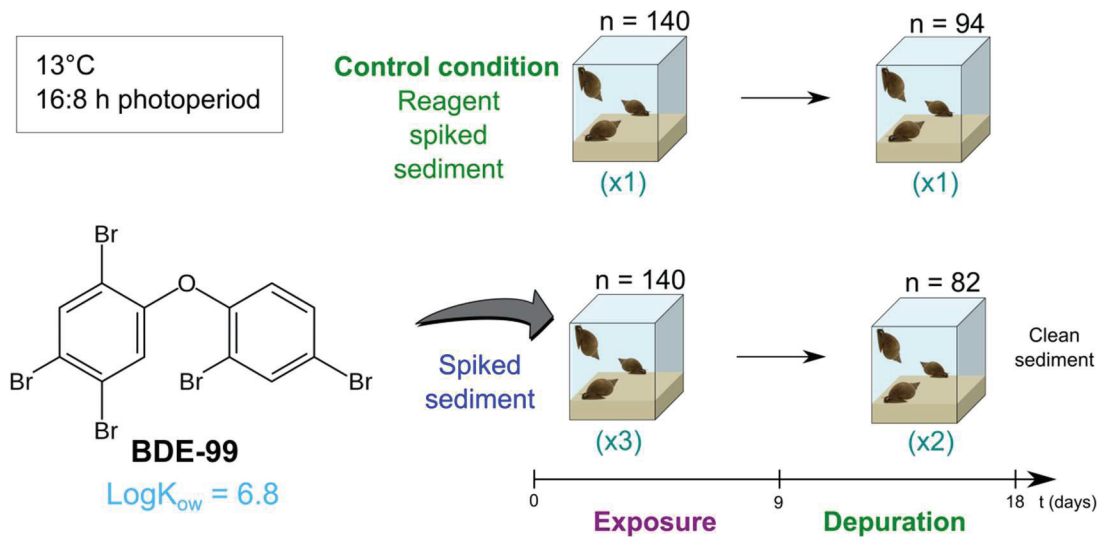 13°C
16:8 h photoperiod
Control condition
Reagent
spiked
sediment
n = 140
(x1)
n = 94
(x1)
Br
O
Br
Br
Br
Br
BDE-99
LogKow = 6.8
Spiked
sediment
n = 140
(x3)
n = 82
(x2)
Clean
sediment
0
9
18
t (days)
Exposure
Depuration